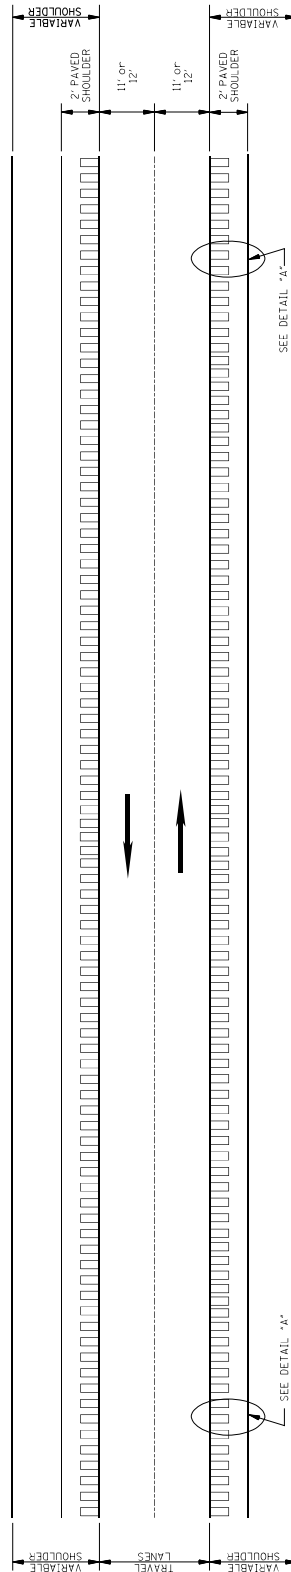 VARIABLE
SHOULDER
2' PAVED
SHOULDER
11' or
12'
11' or
12'
2' PAVED
SHOULDER
VARIABLE
SHOULDER
SEE DETAIL "A"
SEE DETAIL "A"
VARIABLE
SHOULDER
TRAVEL
LANES
VARIABLE
SHOULDER